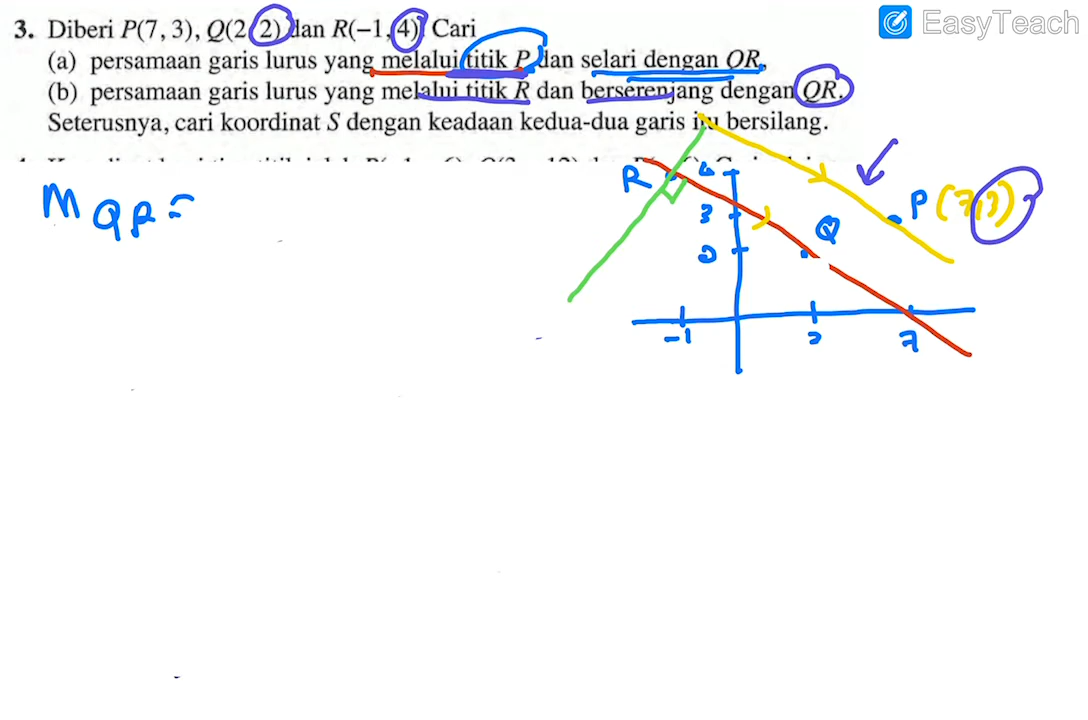 3. Diberi P(7, 3), Q(2, 2) dan R(−1, 4). Cari
(a) persamaan garis lurus yang melalui titik P dan selari dengan QR,
(b) persamaan garis lurus yang melalui titik R dan berserenjang dengan QR.
Seterusnya, cari koordinat S dengan keadaan kedua-dua garis itu bersilang.
EasyTeach
M QR =
R
4
3
2
Q
P (7,3)
-1
2
7